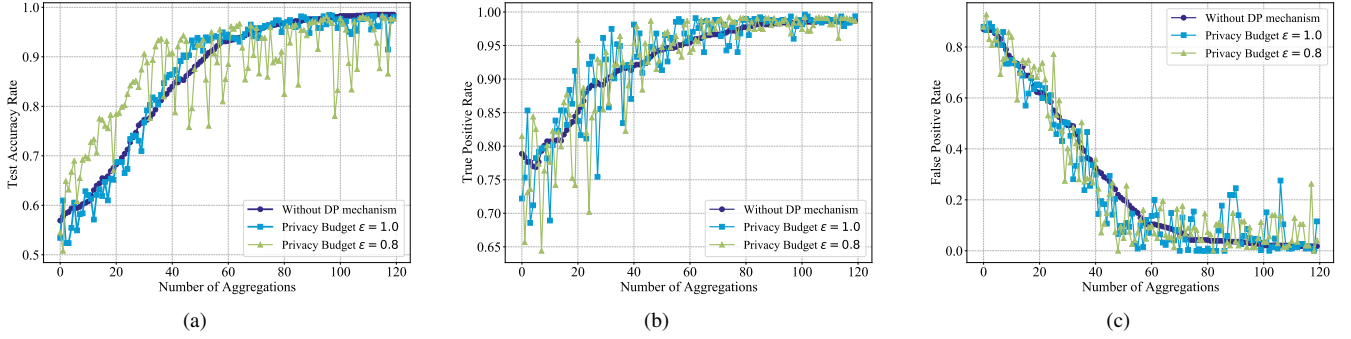 1.0
0.9
0.8
0.7
0.6
0.5
Test Accuracy Rate
0
20
40
60
80
100
120
Number of Aggregations
Without DP mechanism
Privacy Budget ε = 1.0
Privacy Budget ε = 0.8
(a)
1.00
0.95
0.90
0.85
0.80
0.75
0.70
0.65
True Positive Rate
0
20
40
60
80
100
120
Number of Aggregations
Without DP mechanism
Privacy Budget ε = 1.0
Privacy Budget ε = 0.8
(b)
0.8
0.6
0.4
0.2
0.0
False Positive Rate
0
20
40
60
80
100
120
Number of Aggregations
Without DP mechanism
Privacy Budget ε = 1.0
Privacy Budget ε = 0.8
(c)